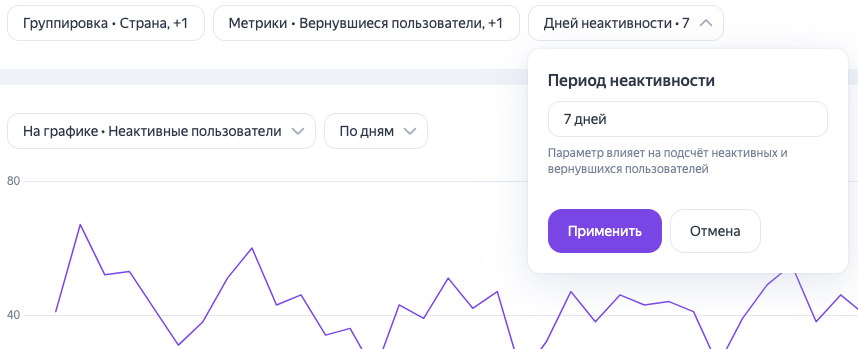 Группировка • Страна, +1
Метрики • Вернувшиеся пользователи, +1
Дней неактивности • 7
Период неактивности
7 дней
Параметр влияет на подсчёт неактивных и
вернувшихся пользователей
Применить
Отмена
На графике • Неактивные пользователи
По дням
80
40